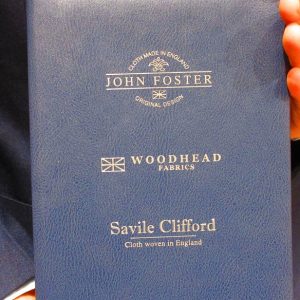 CLOTH MADE IN ENGLAND
JOHN FOSTER
ORIGINAL DESIGN
WOODHEAD
FABRICS
Savile Clifford
Cloth woven in England